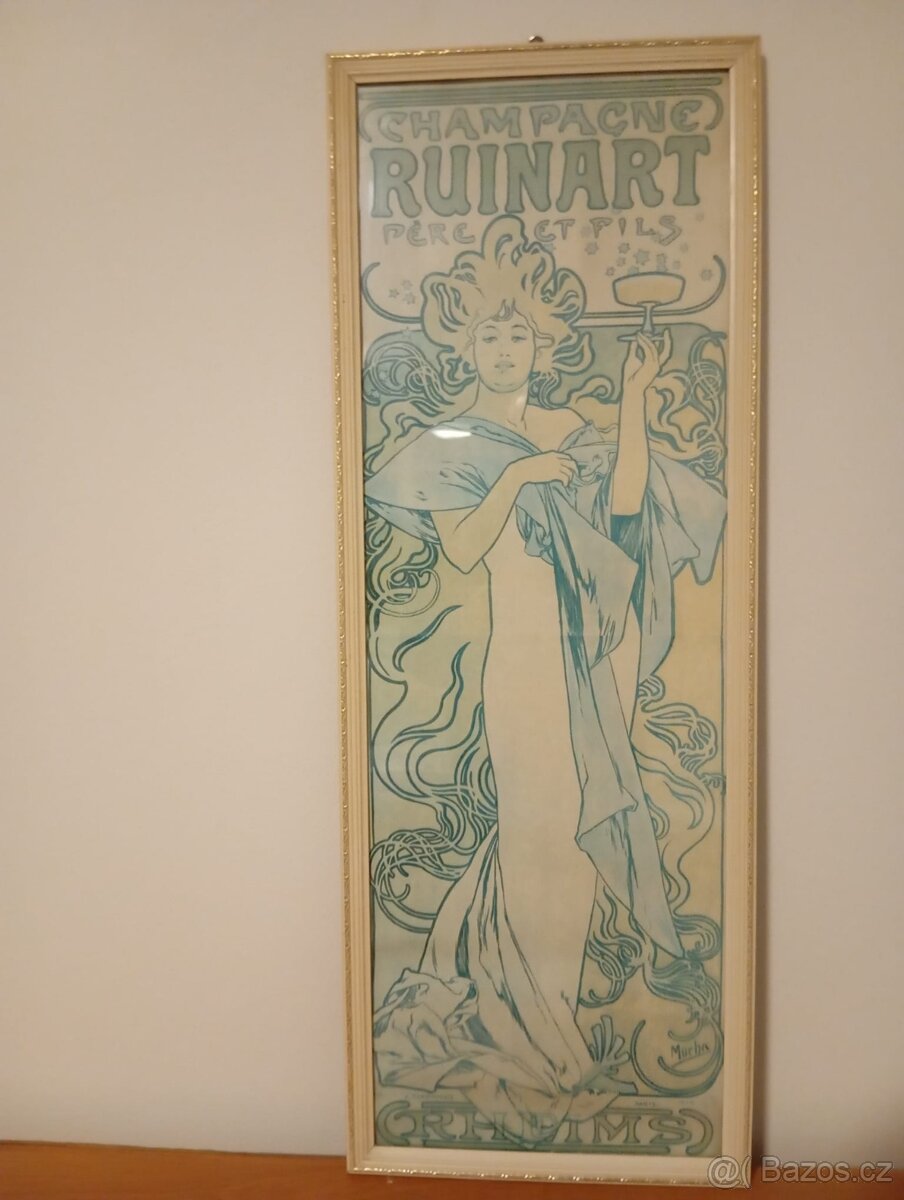 CHAMPAGNE
RUINART
PÈRE ET FILS
Mucha
RHEIMS
Bazos.cz